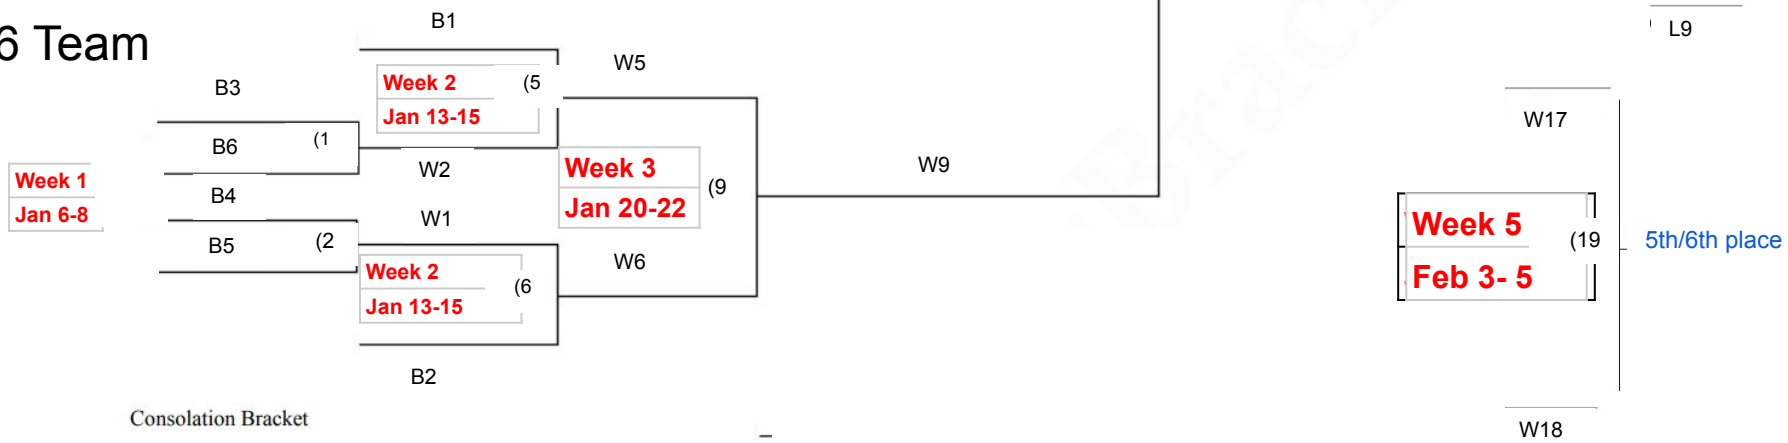 6 Team
B1
L9
W5
B3
Week 2
(5
Jan 13-15
W17
B6
(1
W2
Week 3
W9
Week 1
B4
Jan 20-22
(9
Jan 6-8
W1
Week 5
B5
(2
(19
5th/6th place
W6
Week 2
Feb 3- 5
(6
Jan 13-15
B2
Consolation Bracket
W18